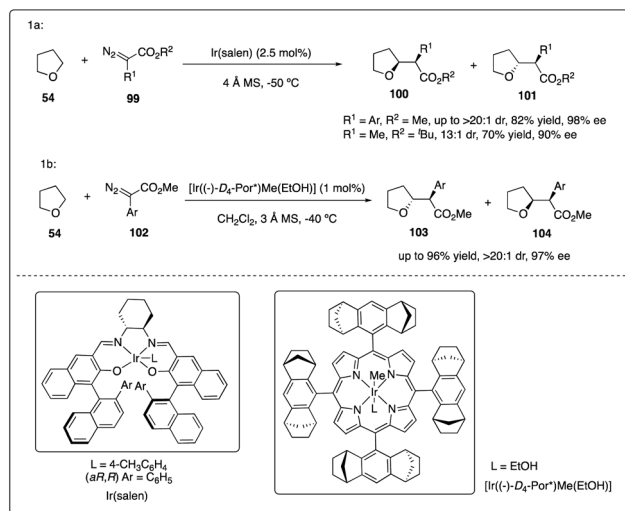 1a:
54
+
N2
CO2R2
R1
99
Ir(salen) (2.5 mol%)
4 Å MS, -50 ºC
O
R1
CO2R2
100
+
O
R1
CO2R2
101
R1 = Ar, R2 = Me, up to >20:1 dr, 82% yield, 98% ee
R1 = Me, R2 = tBu, 13:1 dr, 70% yield, 90% ee
1b:
O
54
+
N2
CO2Me
Ar
102
[Ir((-)-D4-Por*)Me(EtOH)] (1 mol%)
CH2Cl2, 3 Å MS, -40 ºC
O
Ar
CO2Me
103
+
O
Ar
CO2Me
104
up to 96% yield, >20:1 dr, 97% ee
N N
Ir L
O O
Ar Ar
L = 4-CH3C6H4
(aR,R) Ar = C6H5
Ir(salen)
N Me N
Ir
N L N
L = EtOH
[Ir((-)-D4-Por*)Me(EtOH)]